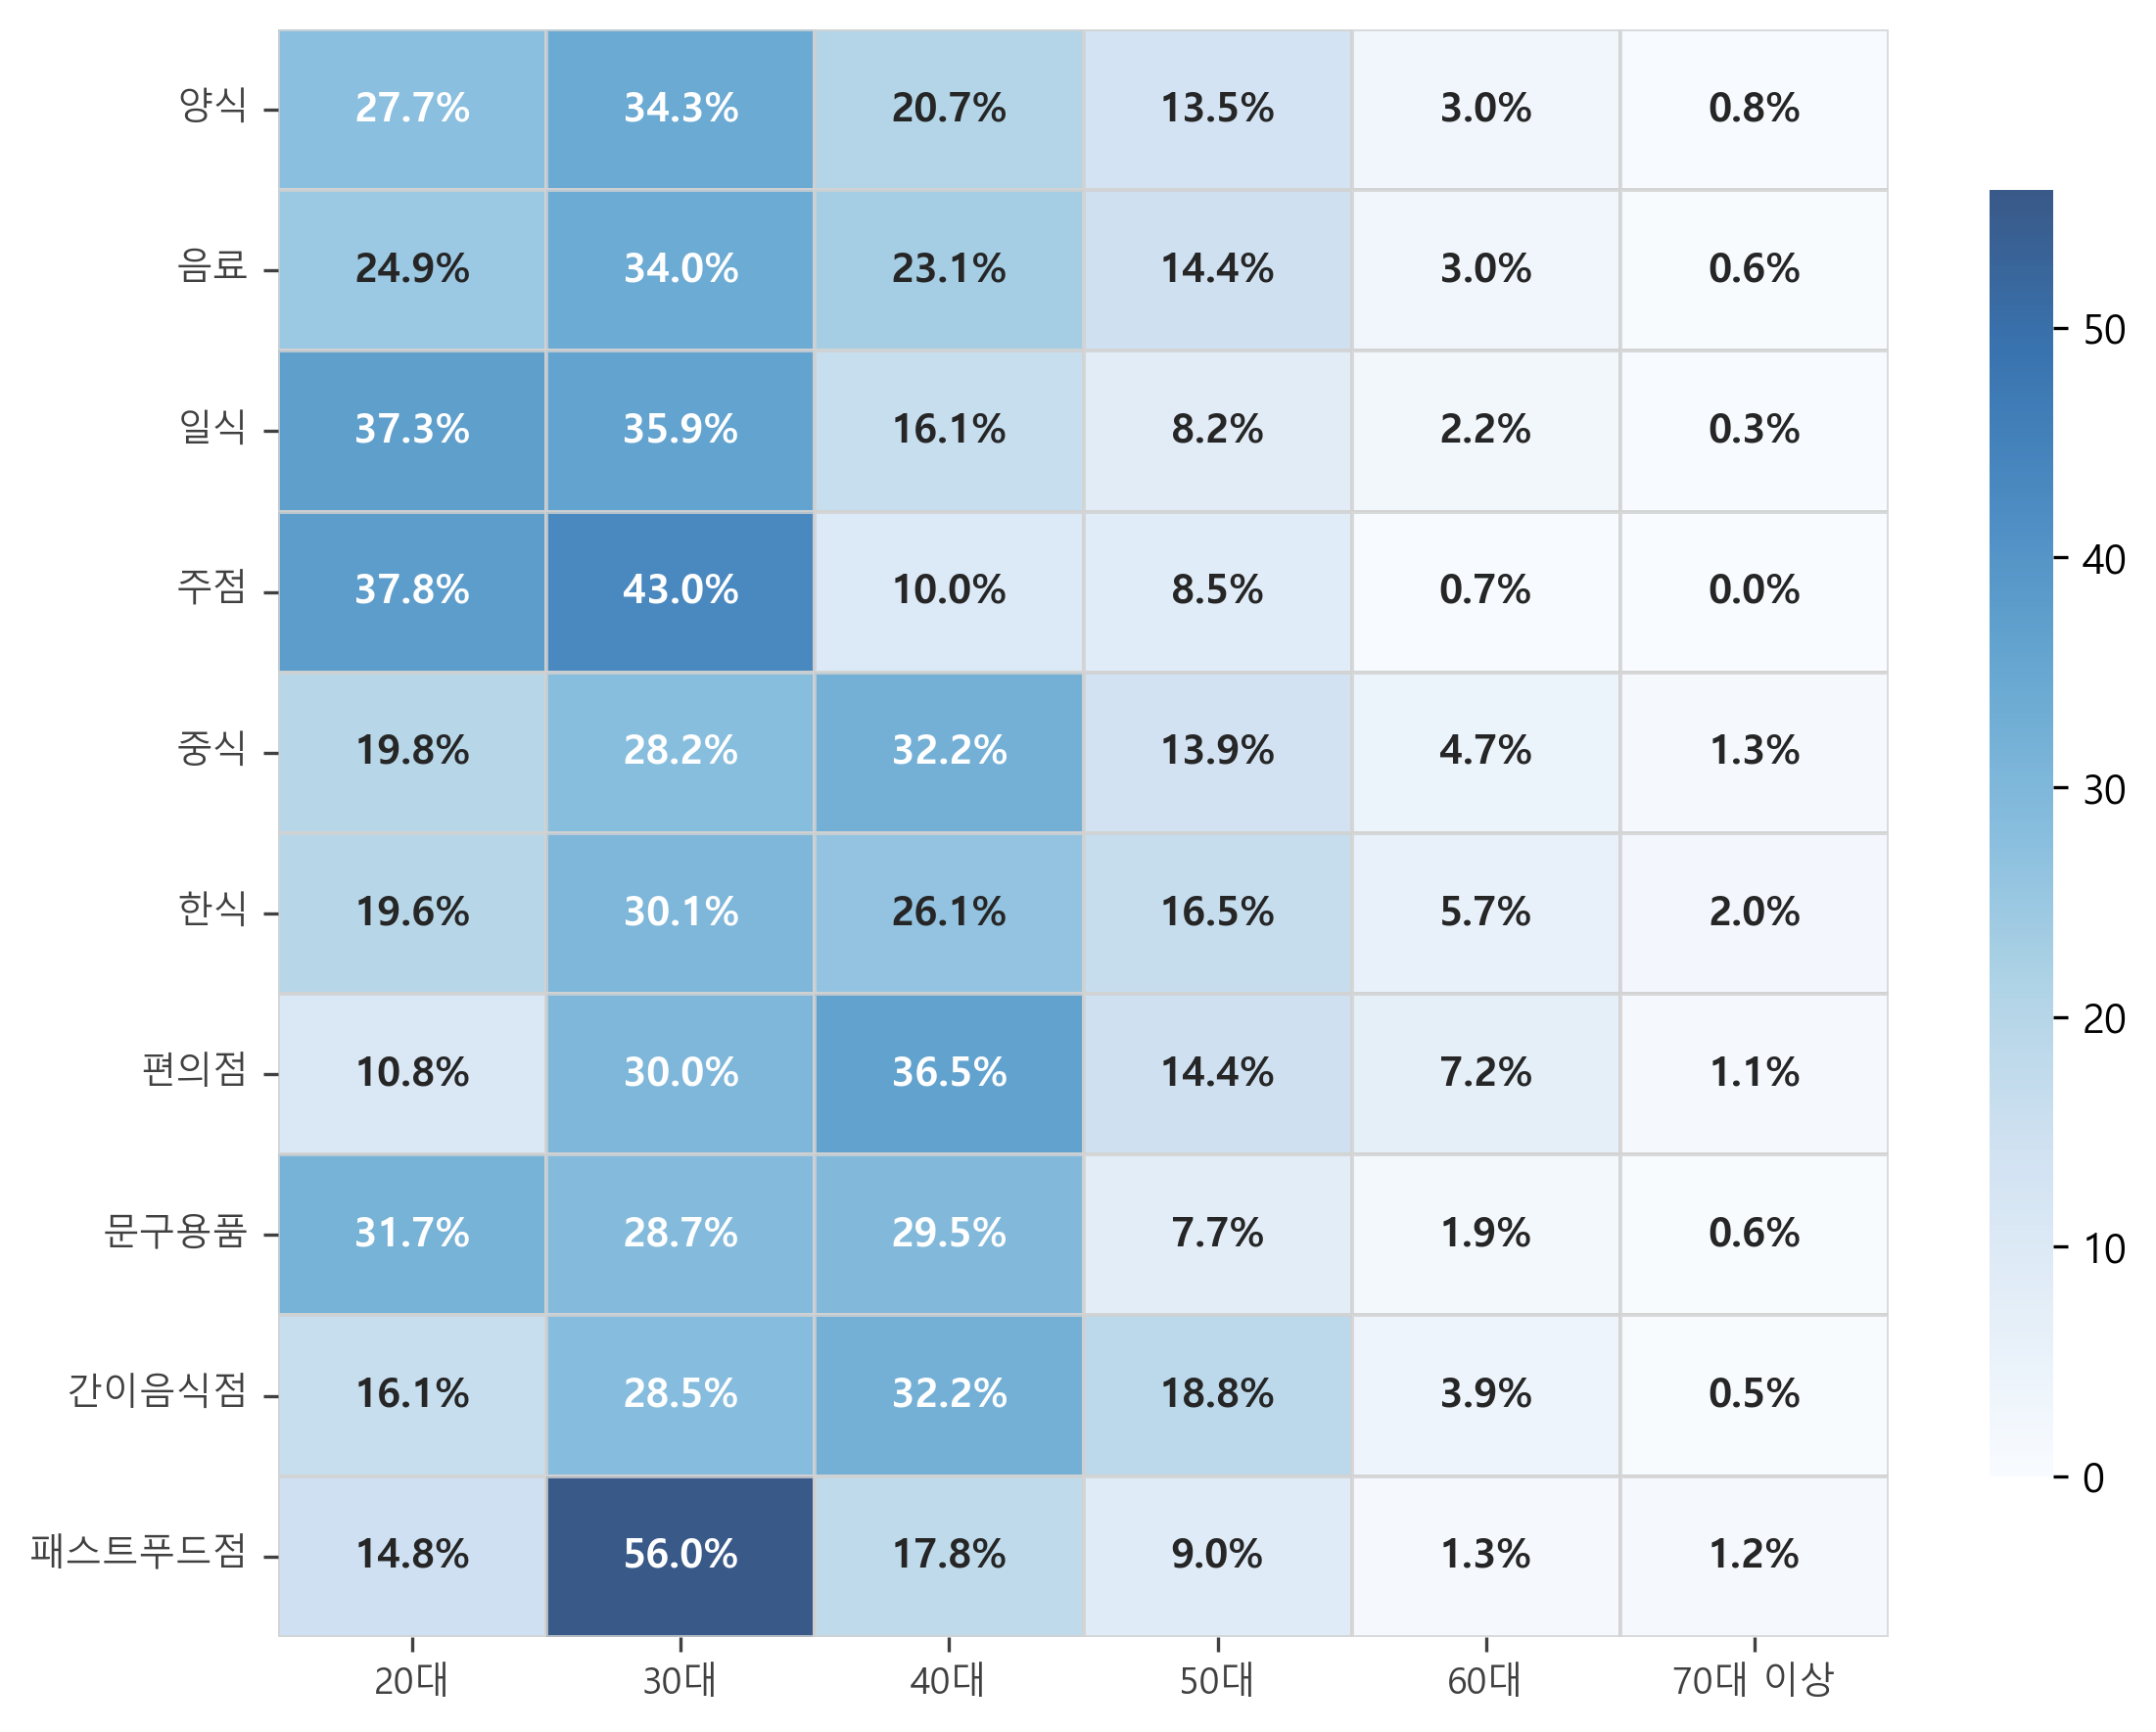 양식 27.7% 34.3% 20.7% 13.5% 3.0% 0.8%
음료 24.9% 34.0% 23.1% 14.4% 3.0% 0.6%
일식 37.3% 35.9% 16.1% 8.2% 2.2% 0.3%
주점 37.8% 43.0% 10.0% 8.5% 0.7% 0.0%
중식 19.8% 28.2% 32.2% 13.9% 4.7% 1.3%
한식 19.6% 30.1% 26.1% 16.5% 5.7% 2.0%
편의점 10.8% 30.0% 36.5% 14.4% 7.2% 1.1%
문구용품 31.7% 28.7% 29.5% 7.7% 1.9% 0.6%
간이음식점 16.1% 28.5% 32.2% 18.8% 3.9% 0.5%
패스트푸드점 14.8% 56.0% 17.8% 9.0% 1.3% 1.2%
20대 30대 40대 50대 60대 70대 이상
50
40
30
20
10
0